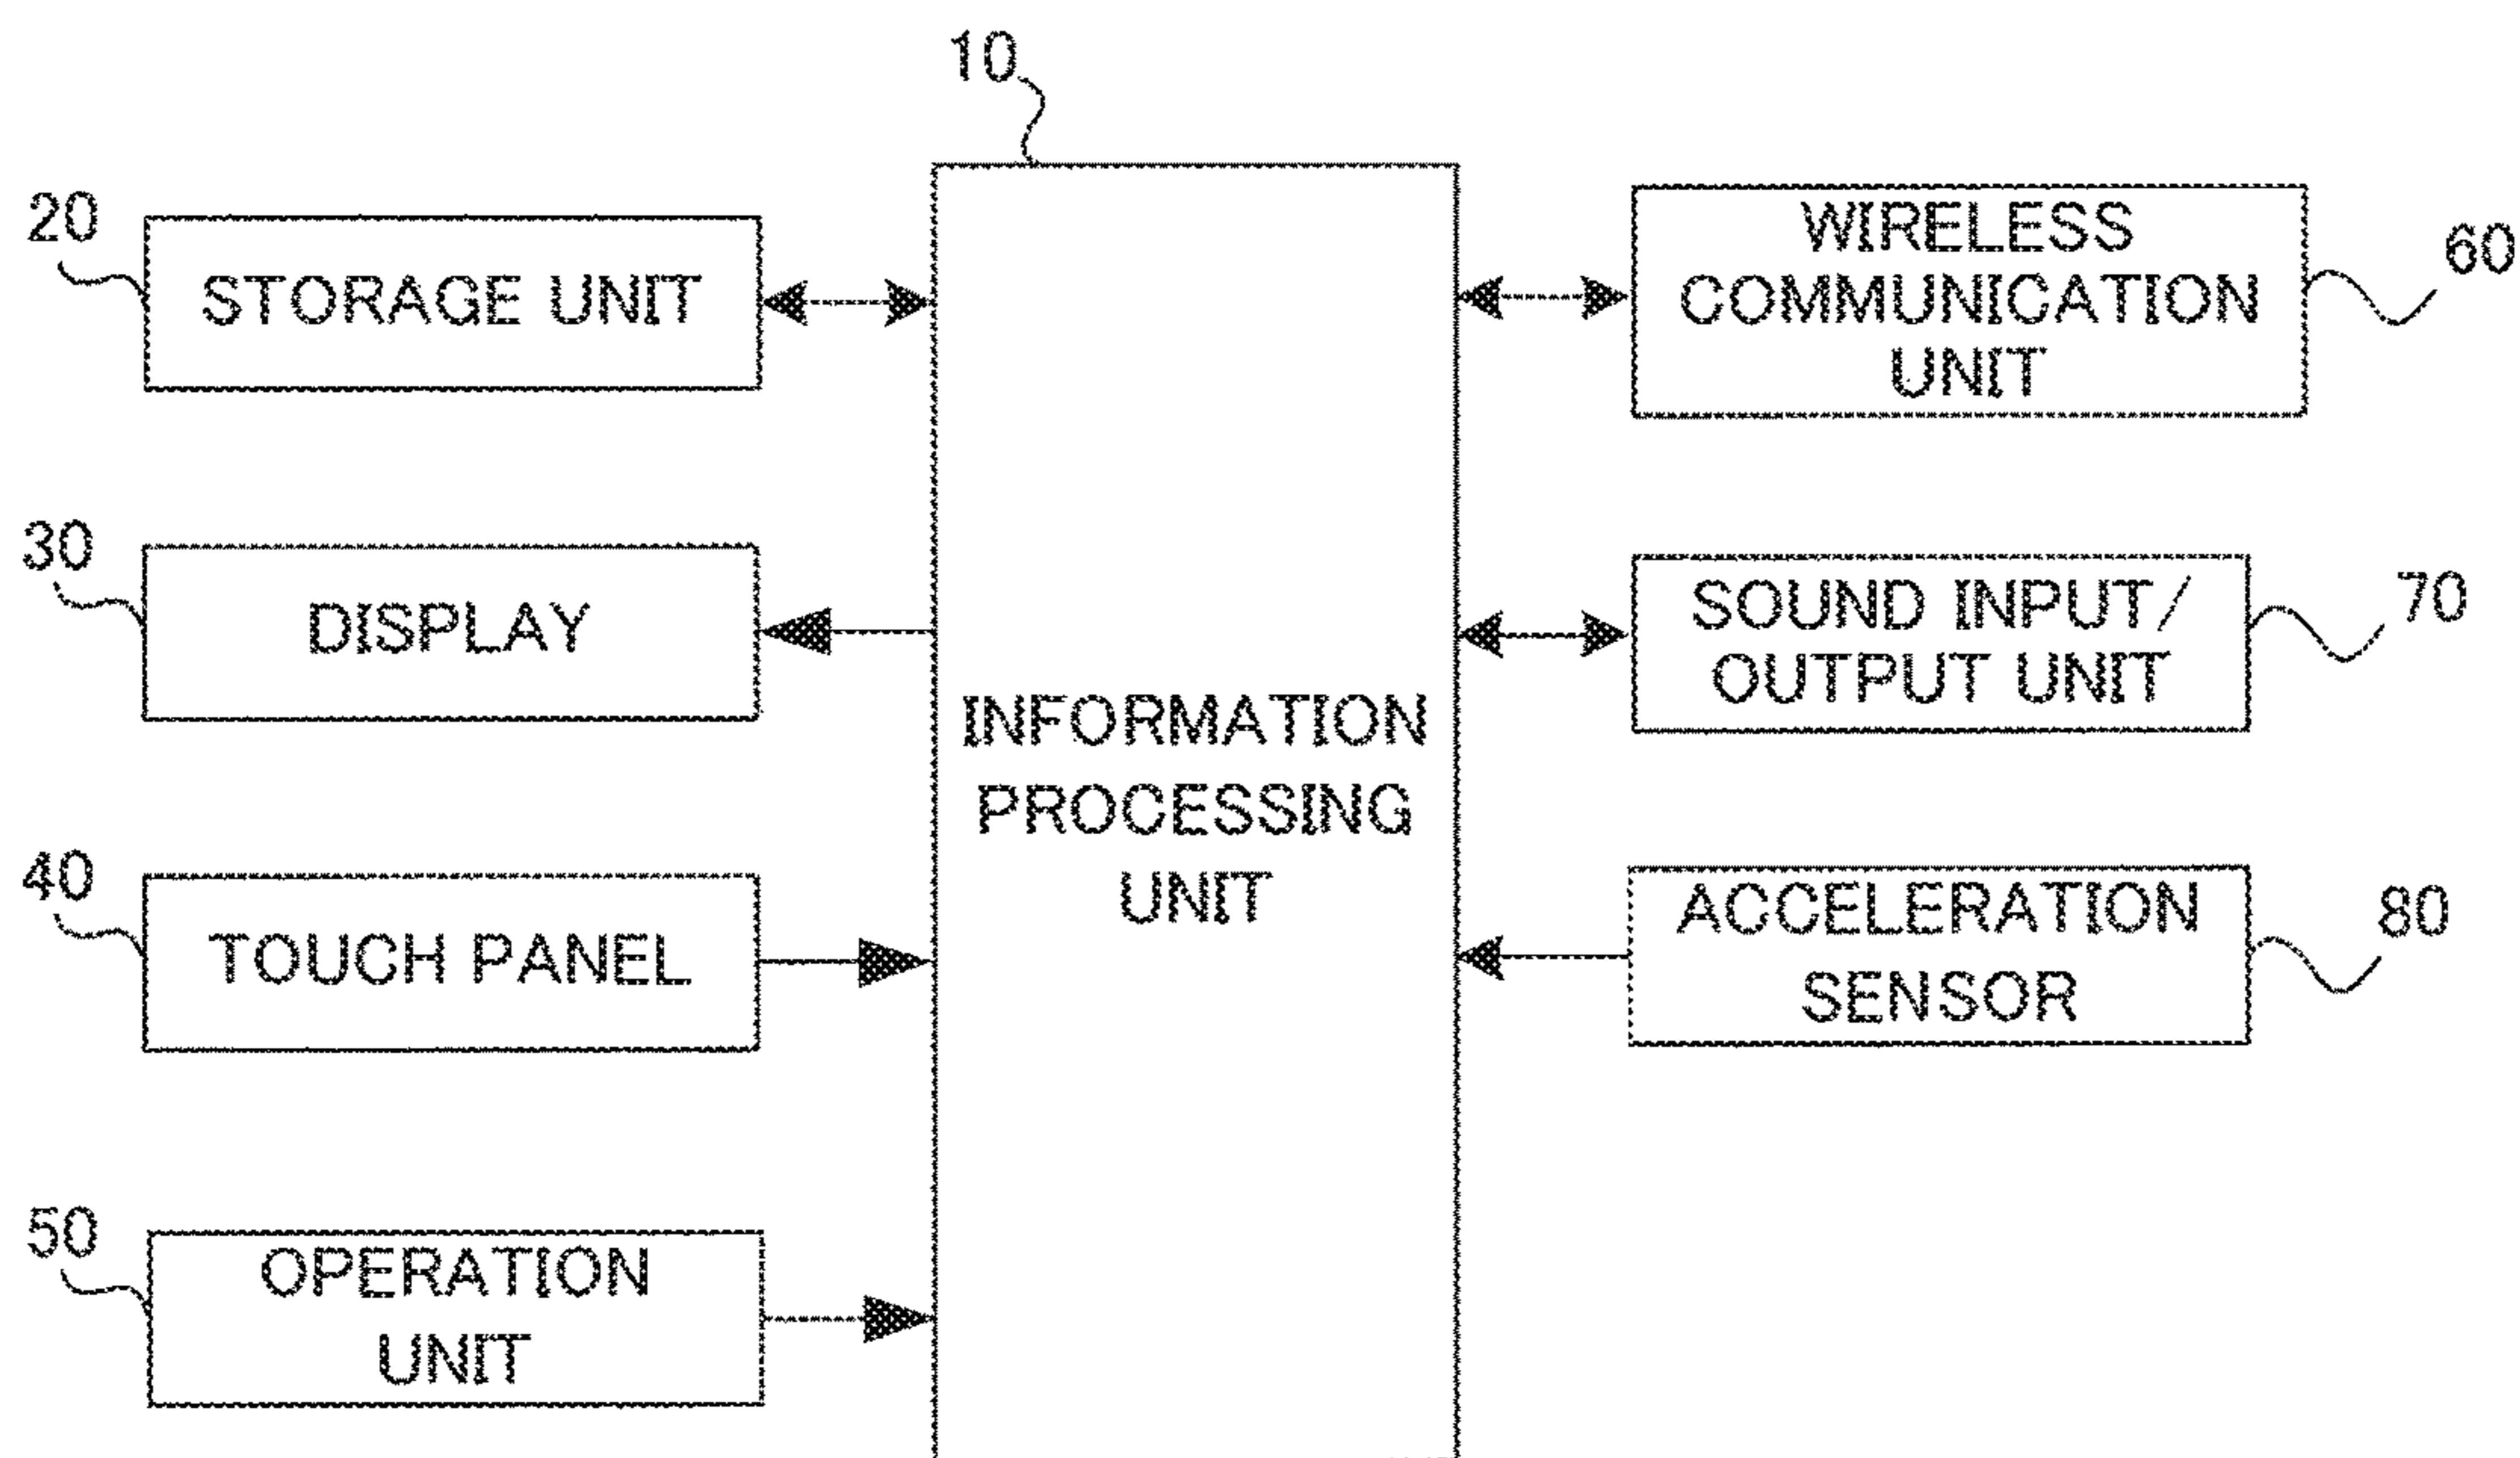 10
20
STORAGE UNIT
30
DISPLAY
40
TOUCH PANEL
50
OPERATION
UNIT
INFORMATION
PROCESSING
UNIT
WIRELESS
COMMUNICATION
UNIT
60
SOUND INPUT/
OUTPUT UNIT
70
ACCELERATION
SENSOR
80